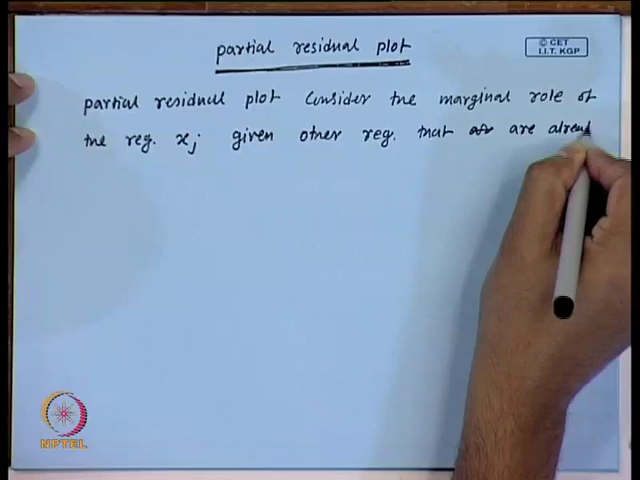 partial residual plot
© CET
I.I.T. KGP
partial residual plot Consider the marginal role of
the reg. xj given other reg. that are alread
NPTEL